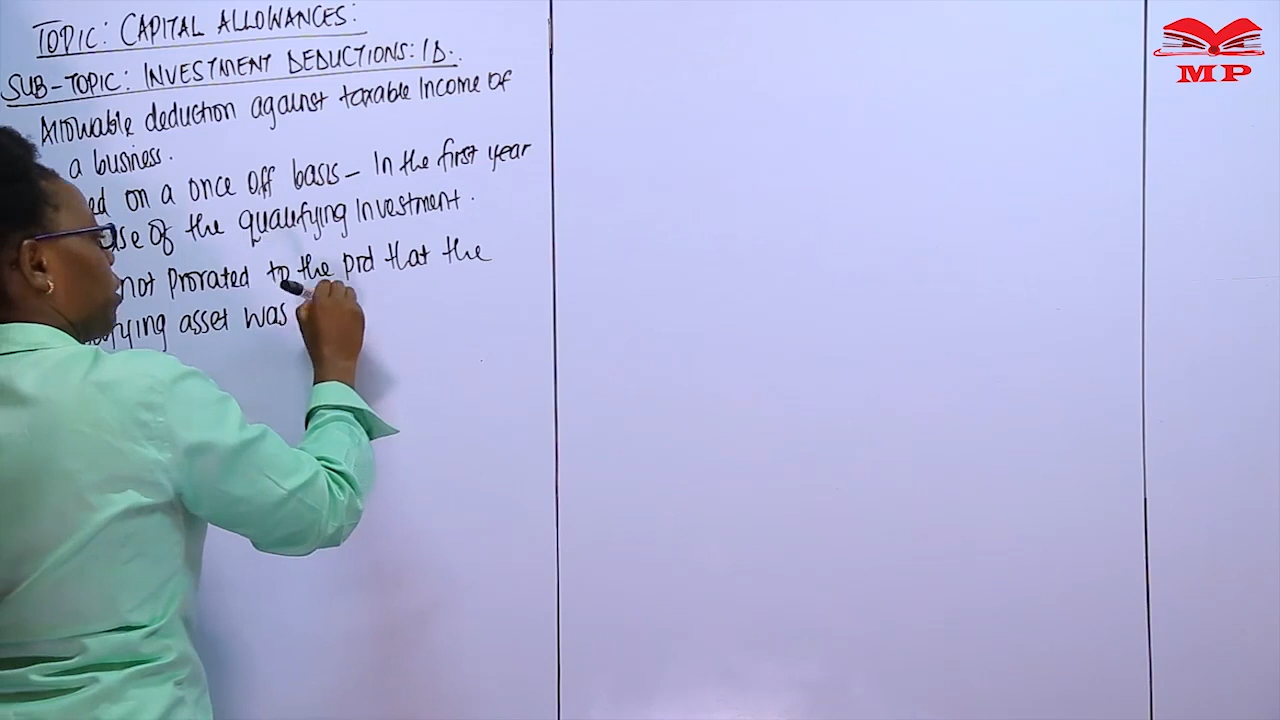 TOPIC: CAPITAL ALLOWANCES:
SUB-TOPIC: INVESTMENT DEDUCTIONS: ID.
Allowable deduction against taxable Income of
a business.
on a once off basis - In the first year
of the qualifying Investment.
not prorated to the prd that the
asset was
MP